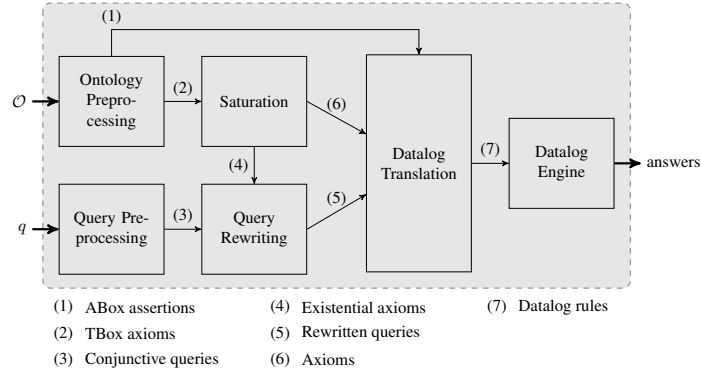 (1)
Ontology
Prepro-
cessing
(2)
Saturation
(6)
𝒪
(4)
Datalog
Translation
(7)
Datalog
Engine
answers
q
Query Pre-
processing
(3)
Query
Rewriting
(5)
(1) ABox assertions
(4) Existential axioms
(7) Datalog rules
(2) TBox axioms
(5) Rewritten queries
(3) Conjunctive queries
(6) Axioms